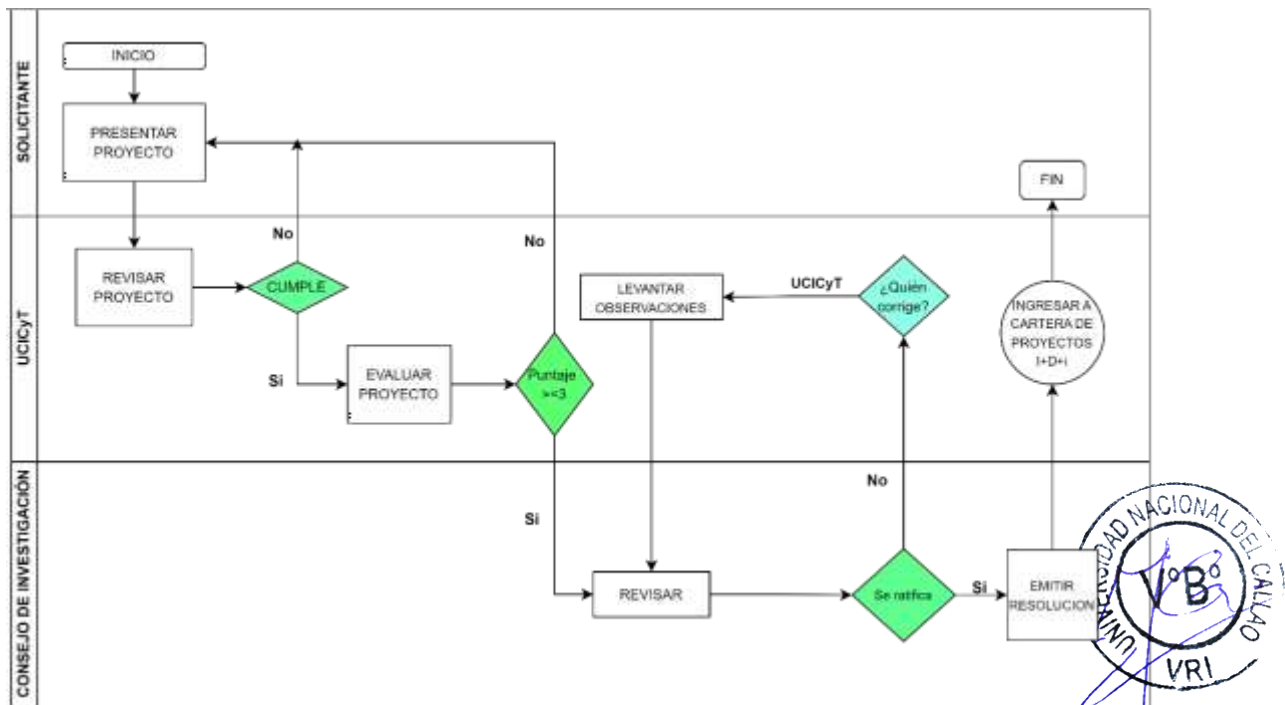 SOLICITANTE
INICIO
PRESENTAR
PROYECTO
FIN
UCICyT
No
No
REVISAR
PROYECTO
CUMPLE
LEVANTAR
OBSERVACIONES
UCICyT
¿Quién
corrige?
INGRESAR A
CARTERA DE
PROYECTOS
I+D+i
Si
EVALUAR
PROYECTO
Puntaje
><3
CONSEJO DE INVESTIGACIÓN
No
Si
REVISAR
Se ratifica
Si
EMITIR
RESOLUCION
UNIVERSIDAD NACIONAL DEL CALLAO
V°B°
VRI